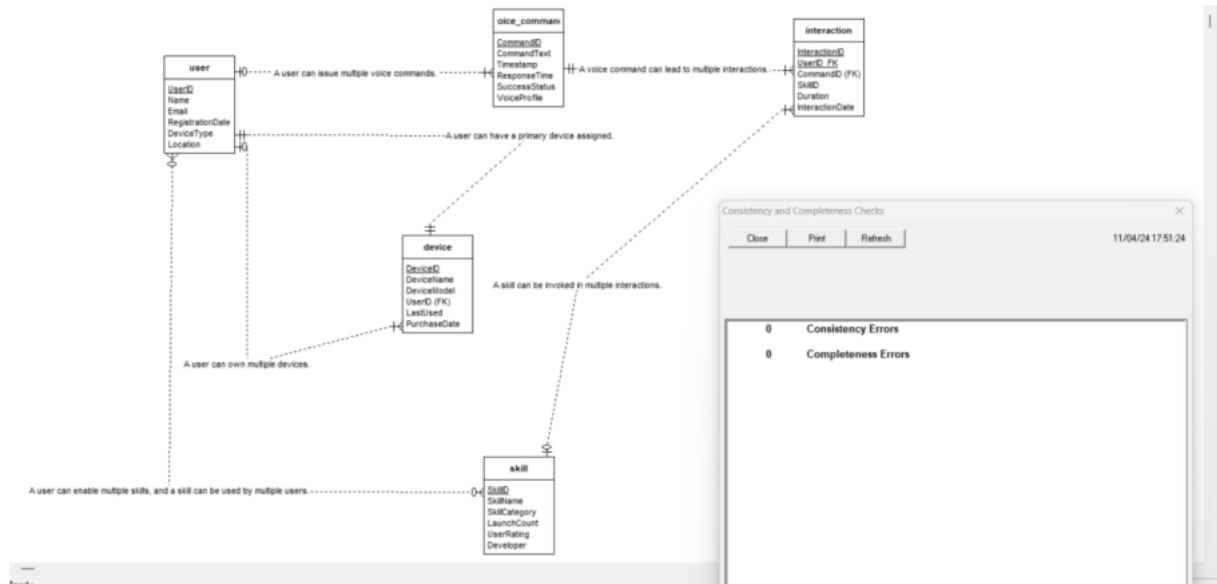 oice_comman
CommandID
CommandText
Timestamp
ResponseTime
SuccessStatus
VoiceProfile
interaction
InteractionID
UserID_FK
CommandID (FK)
SkillID
Duration
InteractionDate
user
UserID
Name
Email
RegistrationDate
DeviceType
Location
A user can issue multiple voice commands.
A voice command can lead to multiple interactions.
A user can have a primary device assigned.
device
DeviceID
DeviceName
DeviceModel
UserID (FK)
LastUsed
PurchaseDate
A skill can be invoked in multiple interactions.
A user can own multiple devices.
skill
SkillID
SkillName
SkillCategory
LaunchCount
UserRating
Developer
A user can enable multiple skills, and a skill can be used by multiple users.
Consistency and Completeness Checks
Close Print Refresh 11/04/24 17:51:24
0 Consistency Errors
0 Completeness Errors